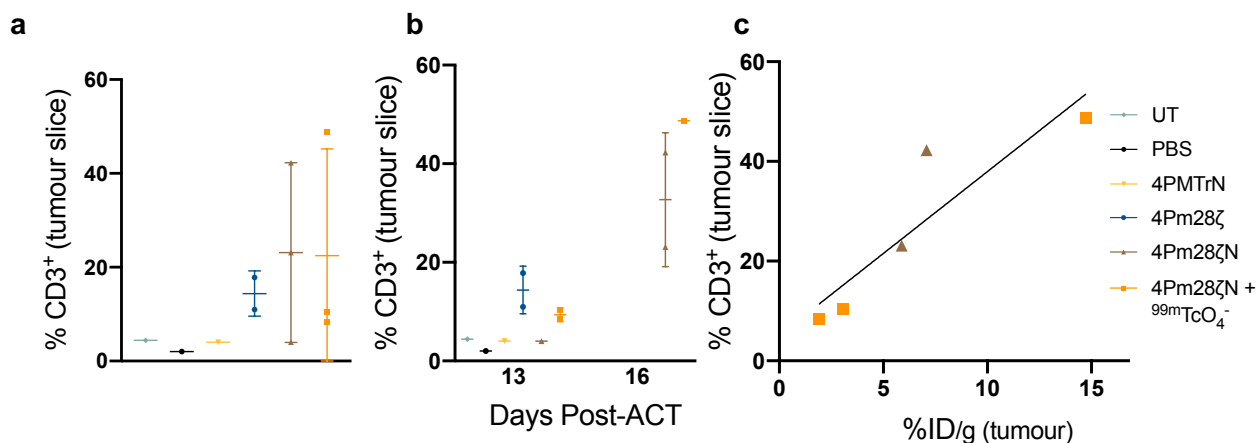 a
b
c
% CD3⁺ (tumour slice)
60
40
20
0
% CD3⁺ (tumour slice)
60
40
20
0
13
16
Days Post-ACT
% CD3⁺ (tumour slice)
60
40
20
0
0
5
10
15
%ID/g (tumour)
UT
PBS
4PMTrN
4Pm28ζ
4Pm28ζN
4Pm28ζN +
⁹⁹ᵐTcO₄⁻